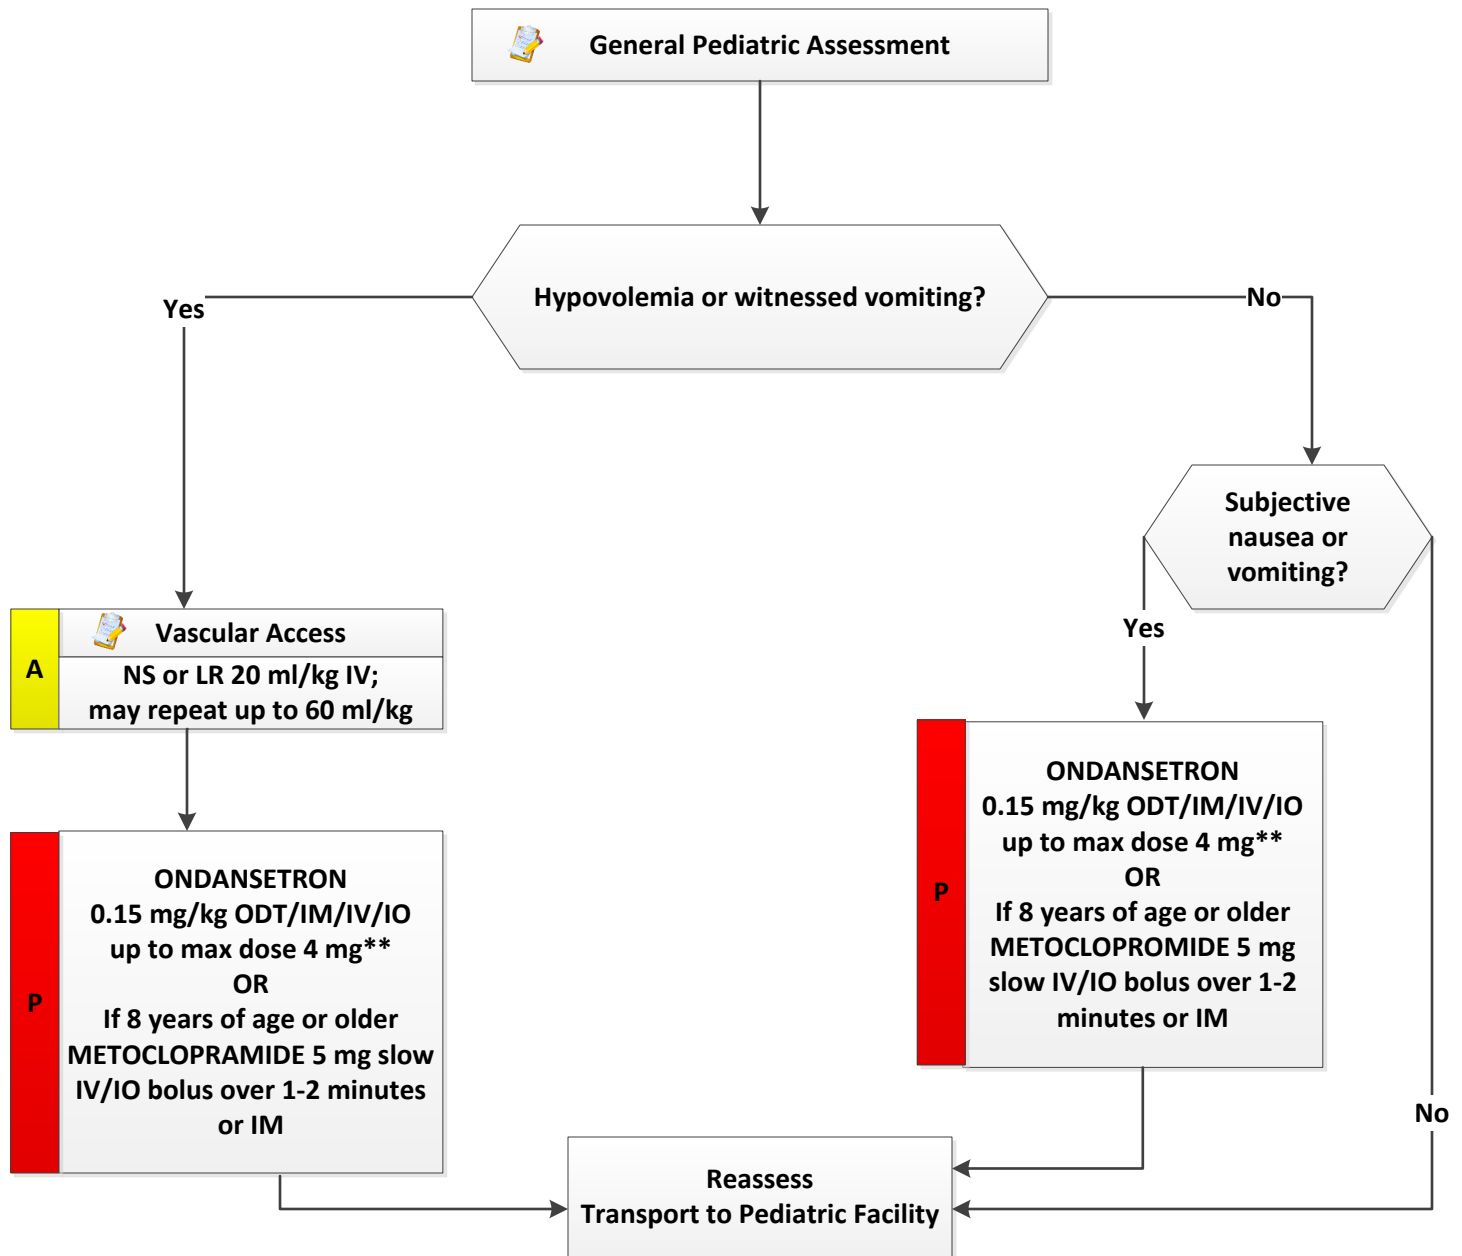 General Pediatric Assessment
Hypovolemia or witnessed vomiting?
Yes
No
Subjective
nausea or
vomiting?
Yes
No
A
Vascular Access
NS or LR 20 ml/kg IV;
may repeat up to 60 ml/kg
P
ONDANSETRON
0.15 mg/kg ODT/IM/IV/IO
up to max dose 4 mg**
OR
If 8 years of age or older
METOCLOPRAMIDE 5 mg slow
IV/IO bolus over 1-2 minutes
or IM
P
ONDANSETRON
0.15 mg/kg ODT/IM/IV/IO
up to max dose 4 mg**
OR
If 8 years of age or older
METOCLOPROMIDE 5 mg
slow IV/IO bolus over 1-2
minutes or IM
Reassess
Transport to Pediatric Facility